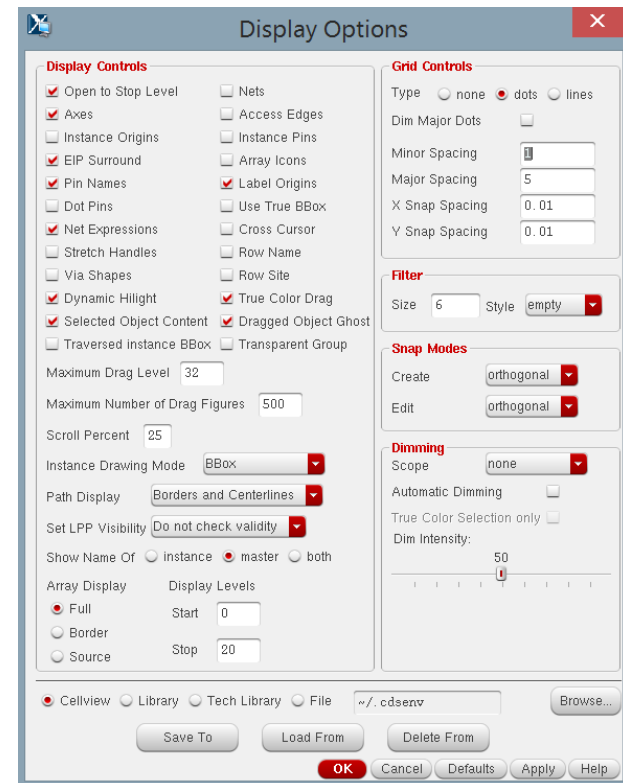 Display Options
Display Controls
Open to Stop Level Nets
Axes Access Edges
Instance Origins Instance Pins
EIP Surround Array Icons
Pin Names Label Origins
Dot Pins Use True BBox
Net Expressions Cross Cursor
Stretch Handles Row Name
Via Shapes Row Site
Dynamic Hilight True Color Drag
Selected Object Content Dragged Object Ghost
Traversed instance BBox Transparent Group
Maximum Drag Level 32
Maximum Number of Drag Figures 500
Scroll Percent 25
Instance Drawing Mode BBox
Path Display Borders and Centerlines
Set LPP Visibility Do not check validity
Show Name Of instance master both
Array Display Display Levels
Full Start 0
Border
Source Stop 20
Grid Controls
Type none dots lines
Dim Major Dots
Minor Spacing 1
Major Spacing 5
X Snap Spacing 0.01
Y Snap Spacing 0.01
Filter
Size 6 Style empty
Snap Modes
Create orthogonal
Edit orthogonal
Dimming
Scope none
Automatic Dimming
True Color Selection only
Dim Intensity:
50
Cellview Library Tech Library File ~/.cdsenv Browse...
Save To Load From Delete From
OK Cancel Defaults Apply Help